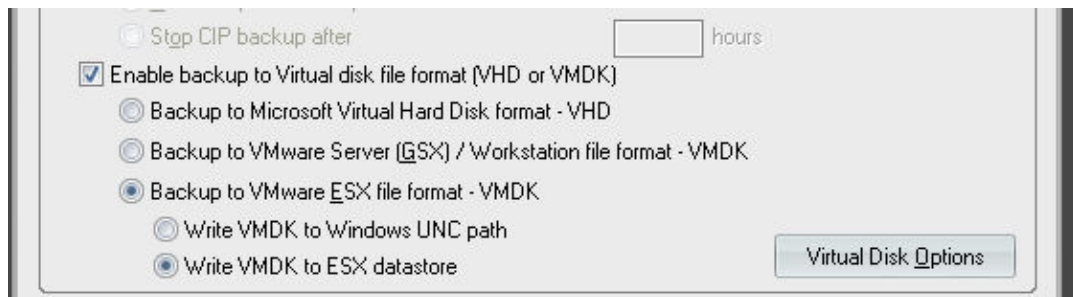 Stop CIP backup after hours
Enable backup to Virtual disk file format (VHD or VMDK)
Backup to Microsoft Virtual Hard Disk format - VHD
Backup to VMware Server (GSX) / Workstation file format - VMDK
Backup to VMware ESX file format - VMDK
Write VMDK to Windows UNC path
Write VMDK to ESX datastore
Virtual Disk Options